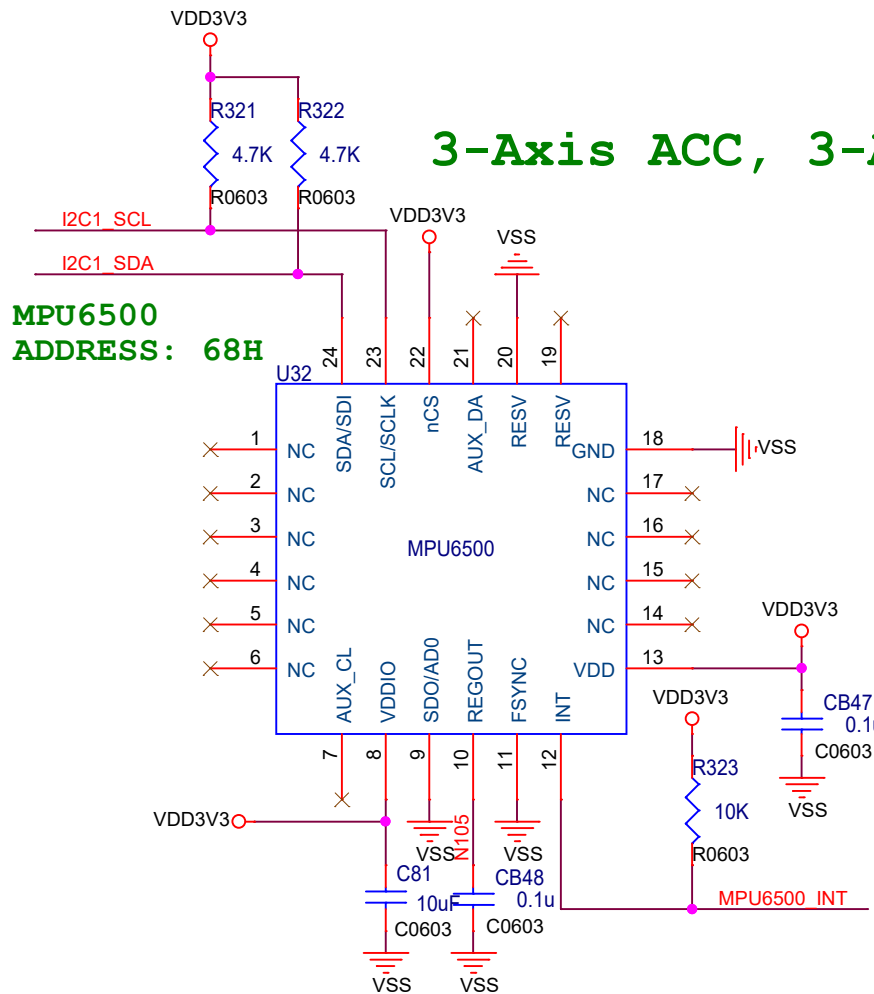 VDD3V3
R321
R322
4.7K
4.7K
3-Axis ACC, 3-A
R0603
R0603
VDD3V3
I2C1_SCL
VSS
I2C1_SDA
MPU6500
ADDRESS: 68H
24
23
22
21
20
19
U32
SDA/SDI
SCL/SCLK
nCS
AUX_DA
RESV
RESV
1
NC
GND
18
VSS
2
NC
NC
17
3
NC
NC
16
MPU6500
4
NC
NC
15
5
NC
NC
14
VDD3V3
6
NC
VDD
13
AUX_CL
VDDIO
SDO/AD0
REGOUT
FSYNC
INT
VDD3V3
CB47
0.1u
C0603
7
8
9
10
11
12
R323
VSS
10K
VDD3V3
N105
VSS
VSS
R0603
C81
CB48
10uF
0.1u
MPU6500_INT
C0603
C0603
VSS
VSS